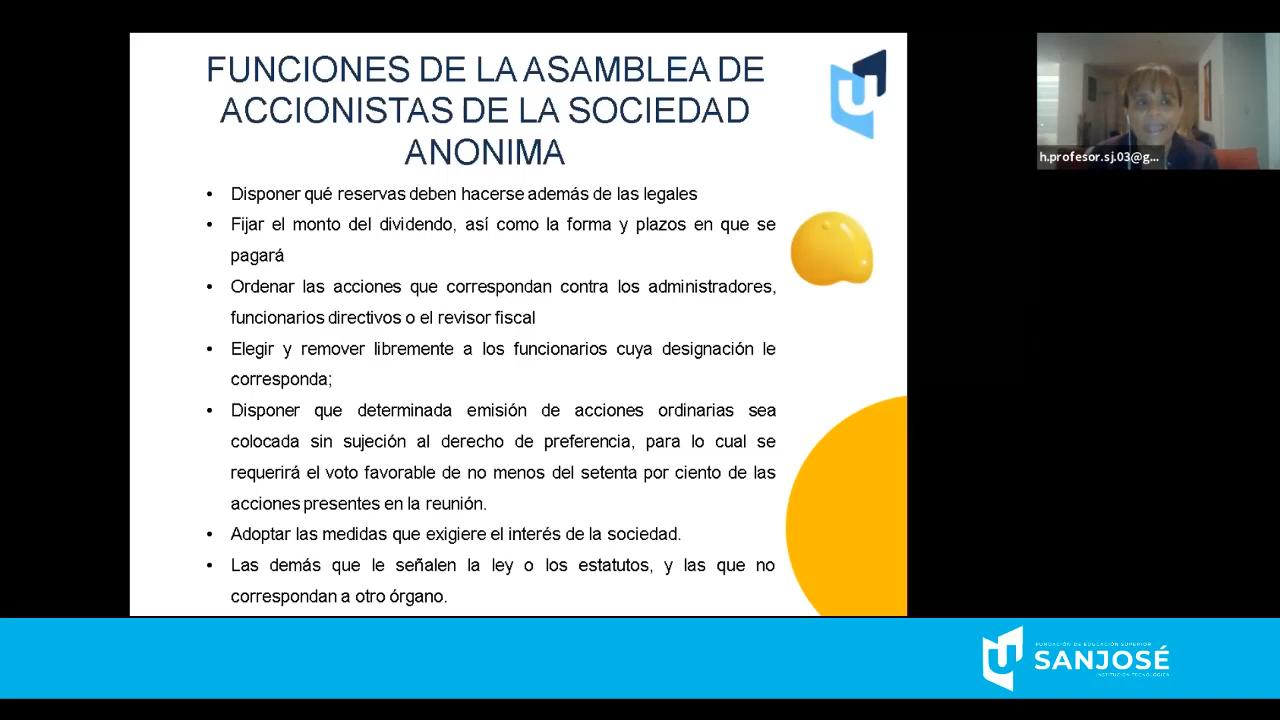 FUNCIONES DE LA ASAMBLEA DE
ACCIONISTAS DE LA SOCIEDAD
ANONIMA
• Disponer qué reservas deben hacerse además de las legales
• Fijar el monto del dividendo, así como la forma y plazos en que se
pagará
• Ordenar las acciones que correspondan contra los administradores,
funcionarios directivos o el revisor fiscal
• Elegir y remover libremente a los funcionarios cuya designación le
corresponda;
• Disponer que determinada emisión de acciones ordinarias sea
colocada sin sujeción al derecho de preferencia, para lo cual se
requerirá el voto favorable de no menos del setenta por ciento de las
acciones presentes en la reunión.
• Adoptar las medidas que exigiere el interés de la sociedad.
• Las demás que le señalen la ley o los estatutos, y las que no
correspondan a otro órgano.
h.profesor.sj.03@g...
FUNDACIÓN DE EDUCACIÓN SUPERIOR
SANJOSÉ
INSTITUCIÓN TECNOLÓGICA